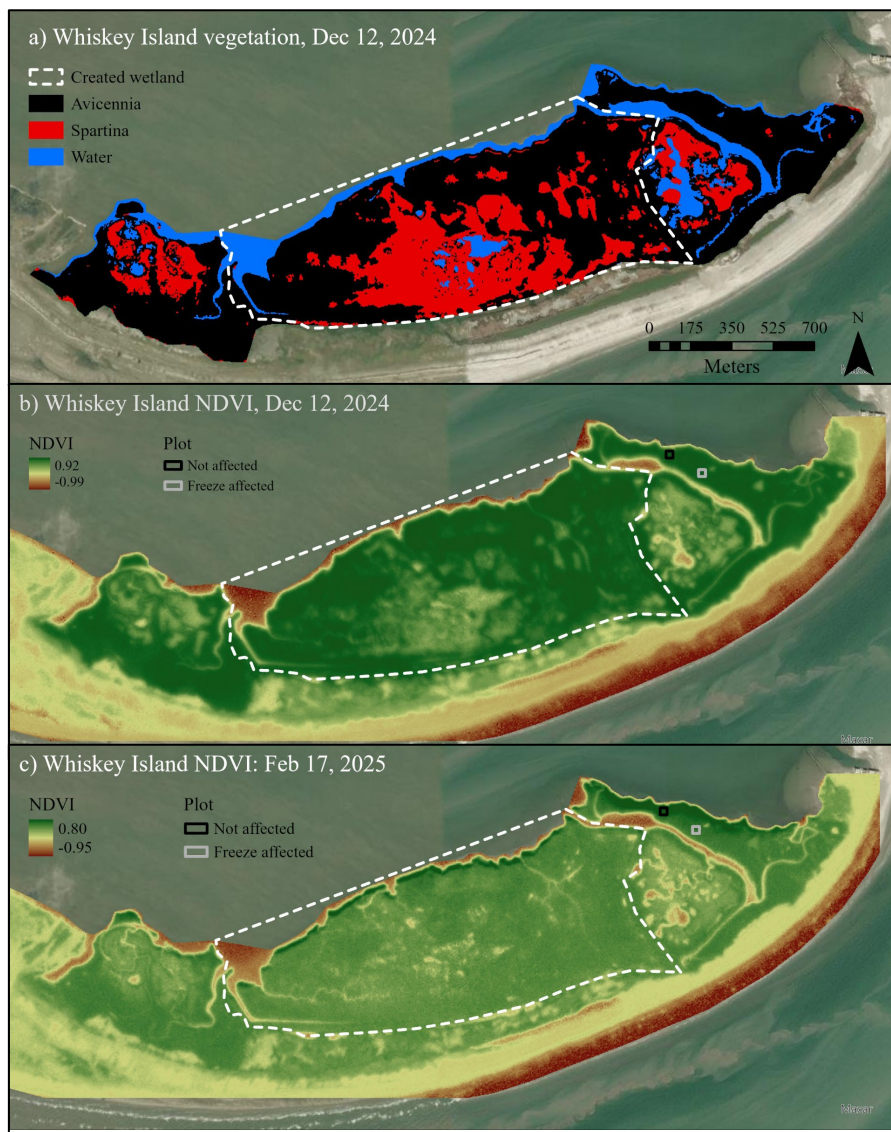 a) Whiskey Island vegetation, Dec 12, 2024
Created wetland
Avicennia
Spartina
Water
0 175 350 525 700
Meters
N
b) Whiskey Island NDVI, Dec 12, 2024
NDVI
0.92
-0.99
Plot
Not affected
Freeze affected
Maxar
c) Whiskey Island NDVI: Feb 17, 2025
NDVI
0.80
-0.95
Plot
Not affected
Freeze affected
Maxar